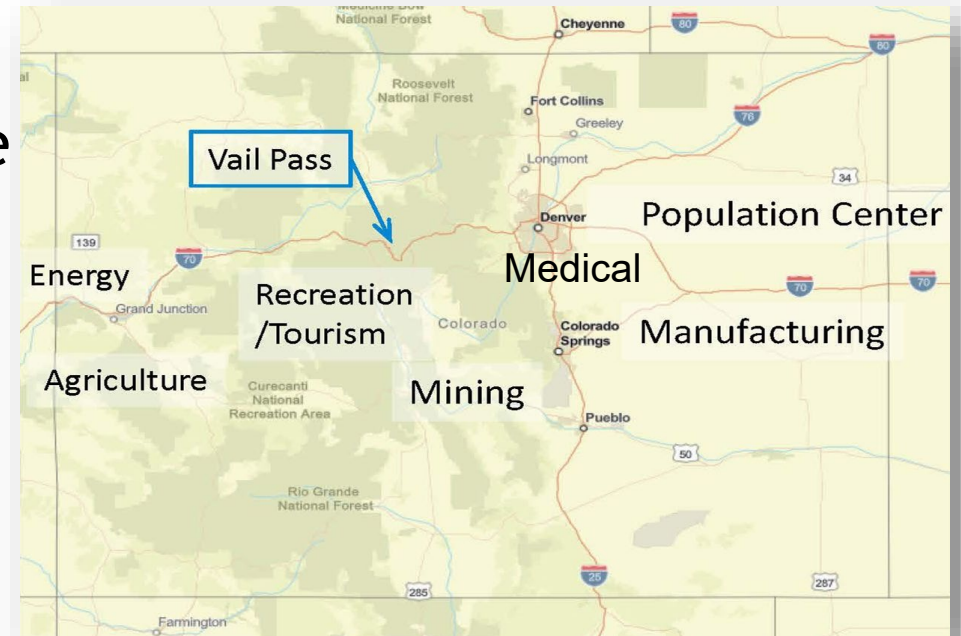 Medicine Bow
National Forest
Cheyenne
80
80
Roosevelt
National Forest
Fort Collins
76
Greeley
e
Vail Pass
Longmont
34
Denver
Population Center
139
70
Energy
Medical
70
70
Grand Junction
Recreation
/Tourism
Colorado
Colorado
Springs
Manufacturing
Agriculture
Curecanti
National
Recreation Area
Mining
Pueblo
50
Rio Grande
National Forest
25
285
287
Farmington